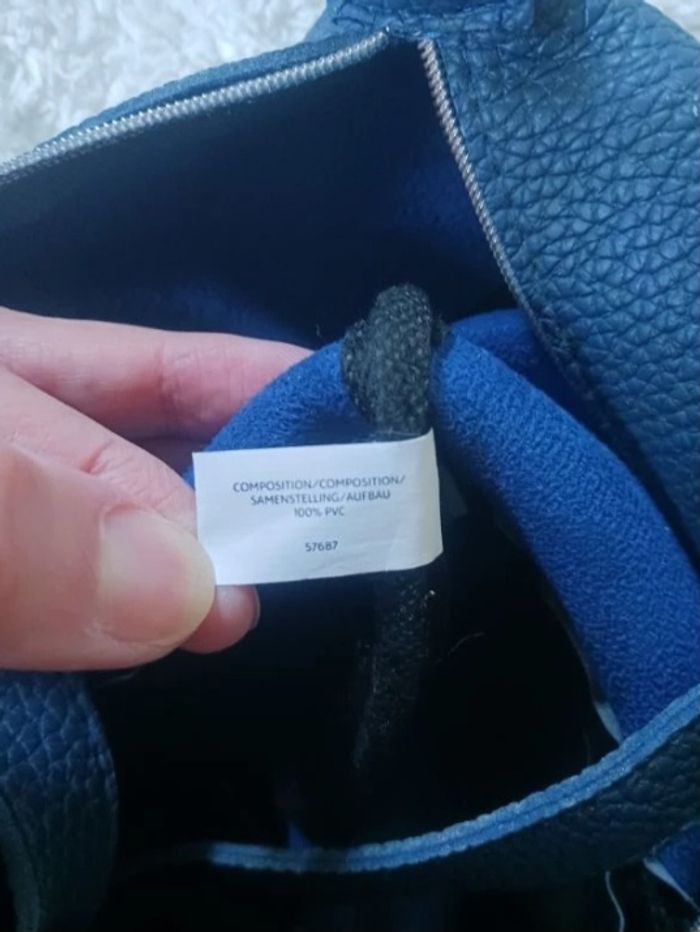 COMPOSITION/COMPOSITION/
SAMENSTELLING/AUFBAU
100% PVC
57687